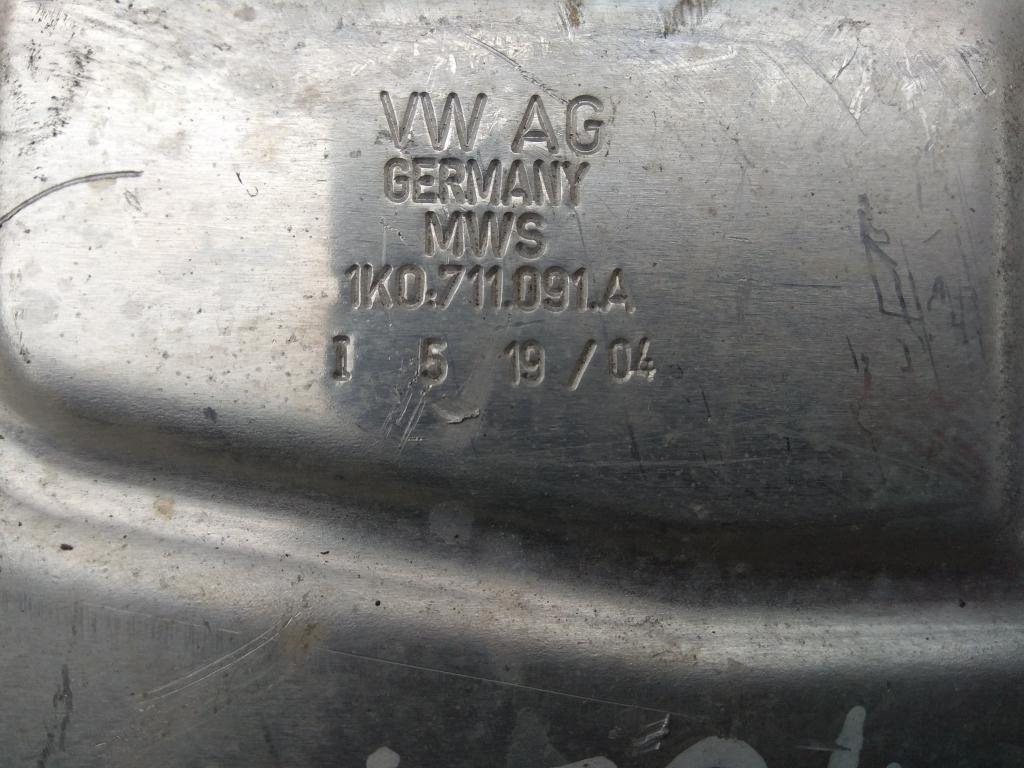 VW AG
GERMANY
MWS
1K0.711.091.A
I 5 19 / 04